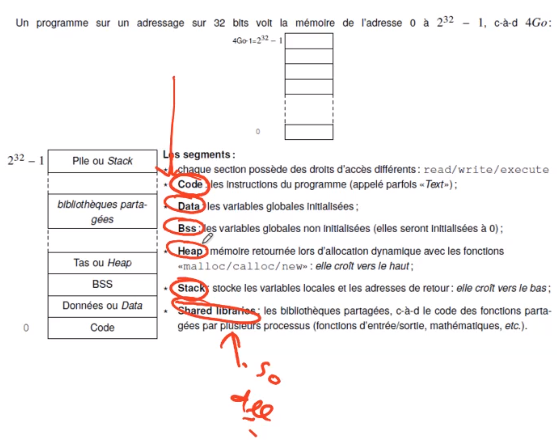 Un programme sur un adressage sur 32 bits voit la mémoire de l'adresse 0 à 2^32 − 1, c-à-d 4Go:
4Go-1=2^32 − 1
0
2^32 − 1
Pile ou Stack
bibliothèques parta-
gées
Tas ou Heap
BSS
Données ou Data
0 Code
Les segments:
* chaque section possède des droits d'accès différents: read/write/execute
* Code: les instructions du programme (appelé parfois «Text»);
* Data: les variables globales initialisées;
Bss: les variables globales non initialisées (elles seront initialisées à 0);
* Heap: mémoire retournée lors d'allocation dynamique avec les fonctions
«malloc/calloc/new»: elle croît vers le haut;
* Stack: stocke les variables locales et les adresses de retour: elle croît vers le bas;
* Shared libraries: les bibliothèques partagées, c-à-d le code des fonctions parta-
gées par plusieurs processus (fonctions d'entrée/sortie, mathématiques, etc.).
.so